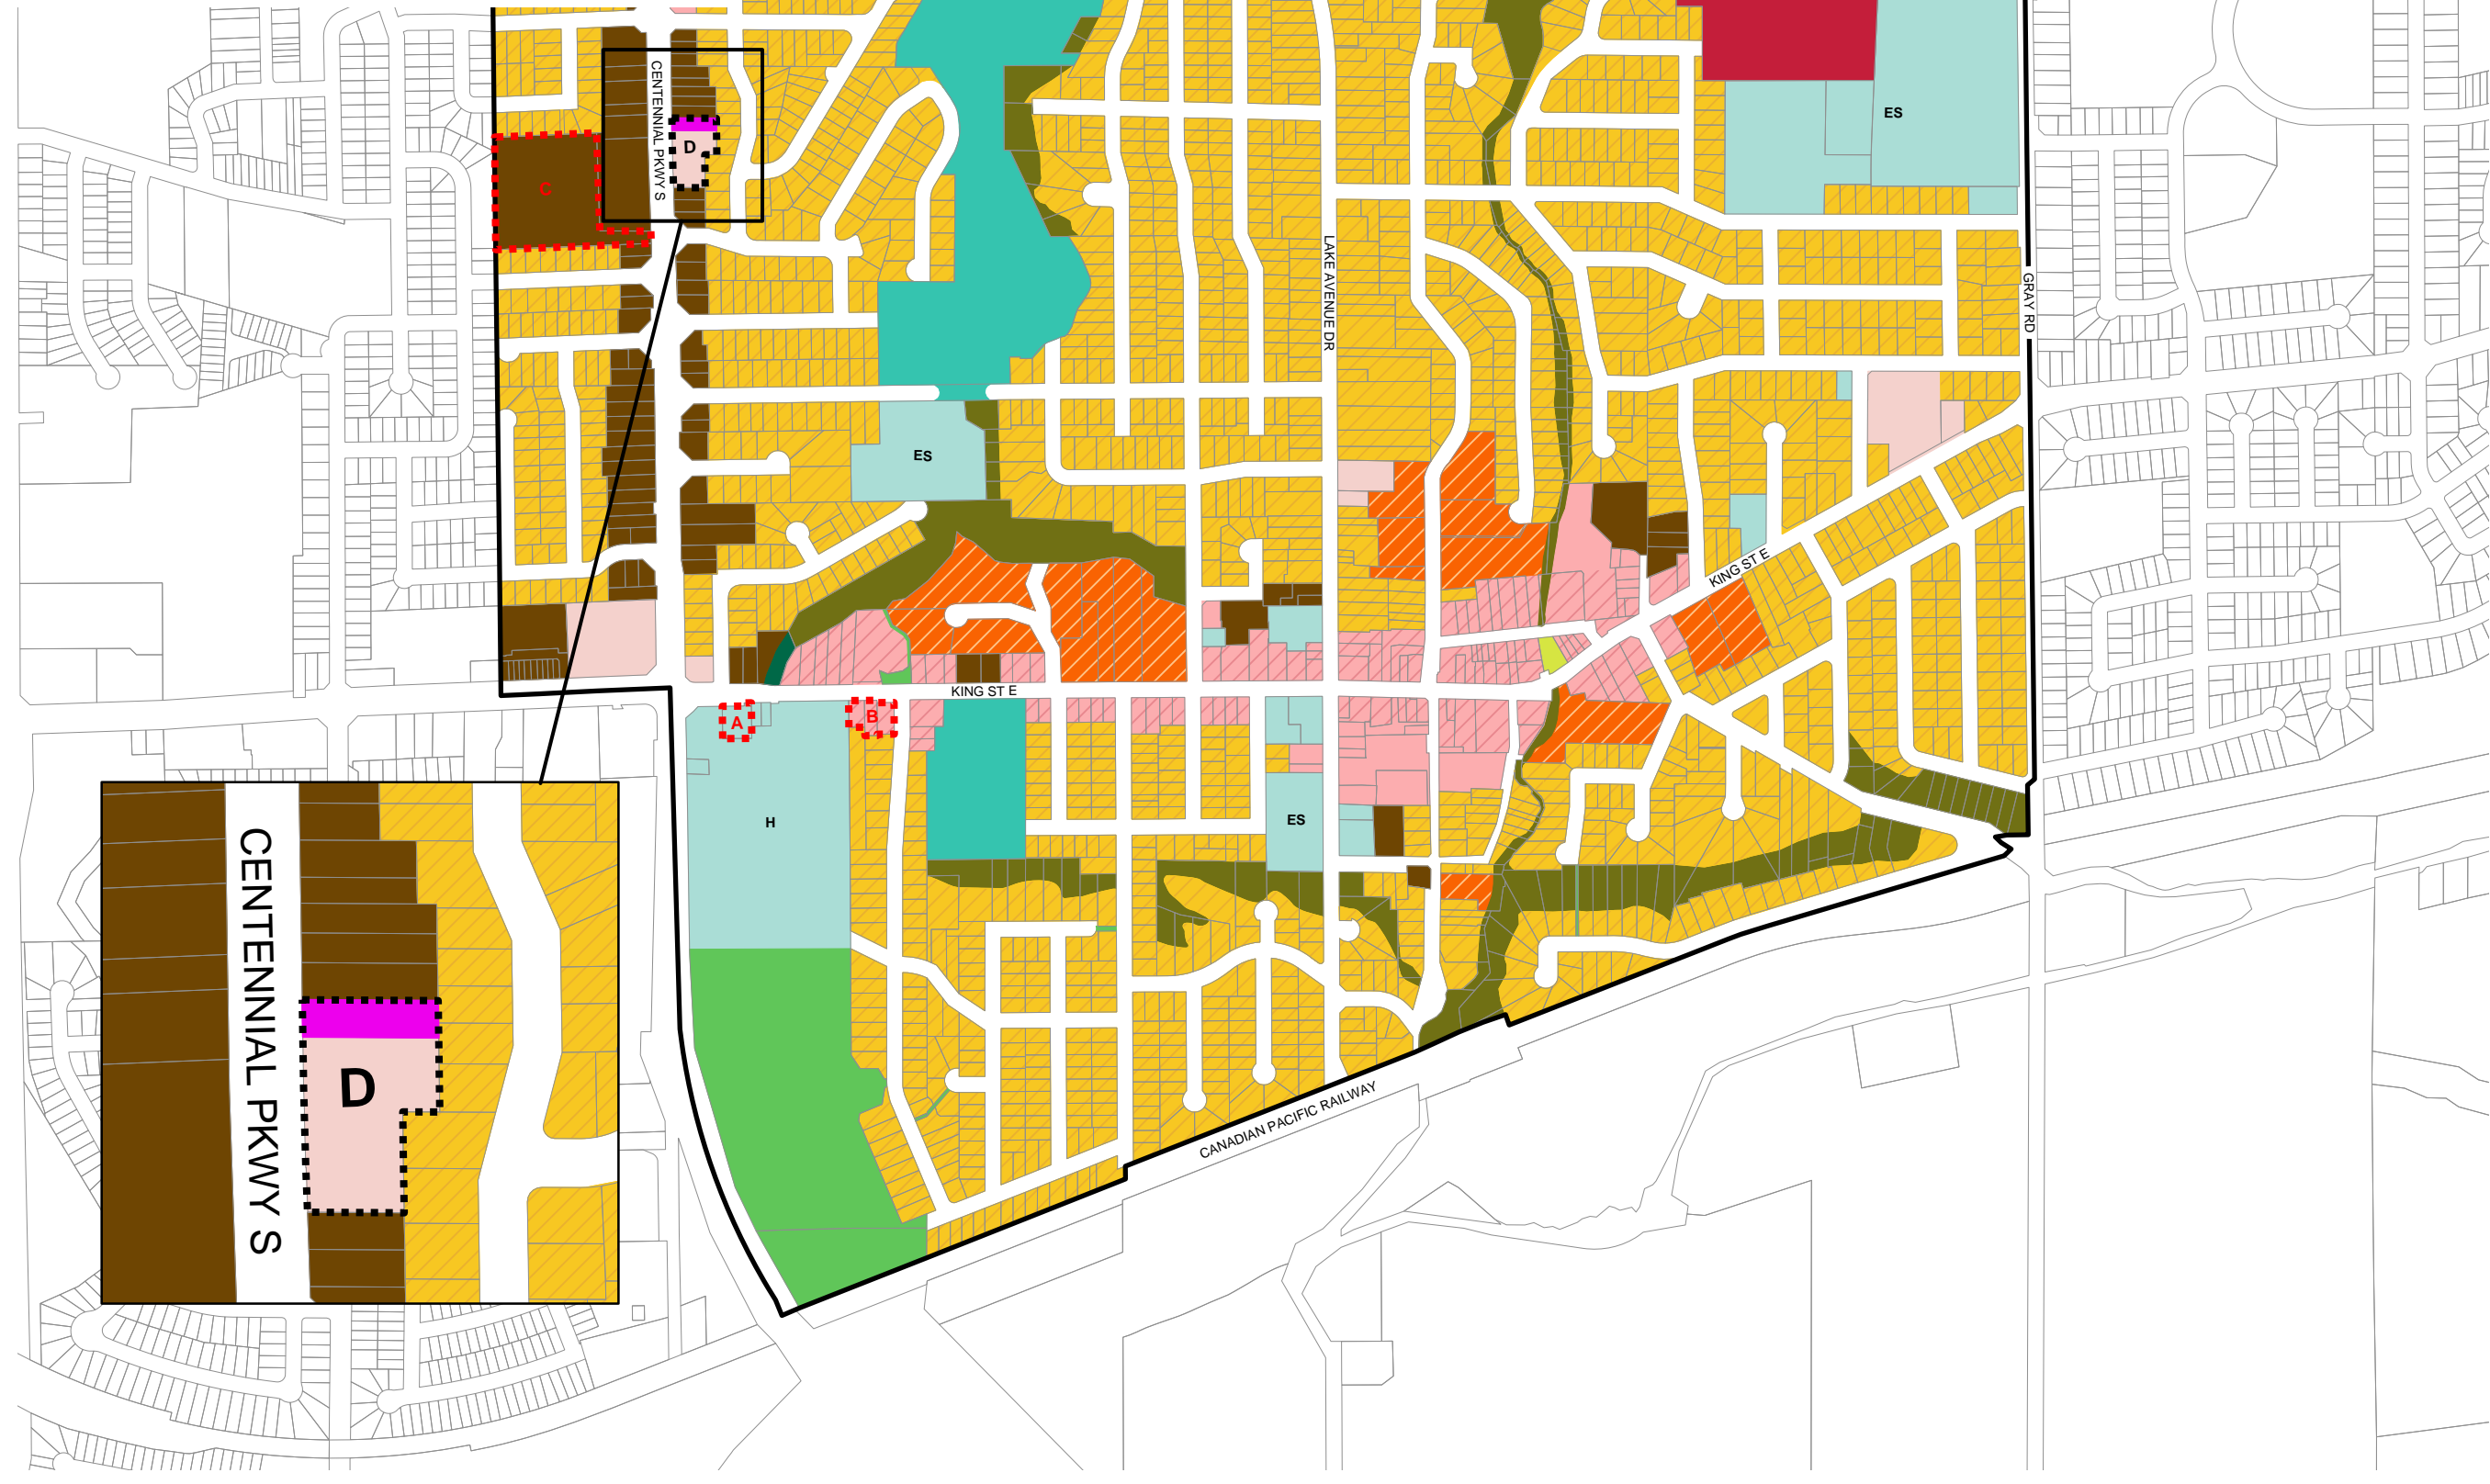 CENTENNIAL PKWY S
D
C
ES
LAKE AVENUE DR
GRAY RD
ES
KING ST E
KING ST E
A
B
H
ES
CENTENNIAL PKWY S
D
CANADIAN PACIFIC RAILWAY